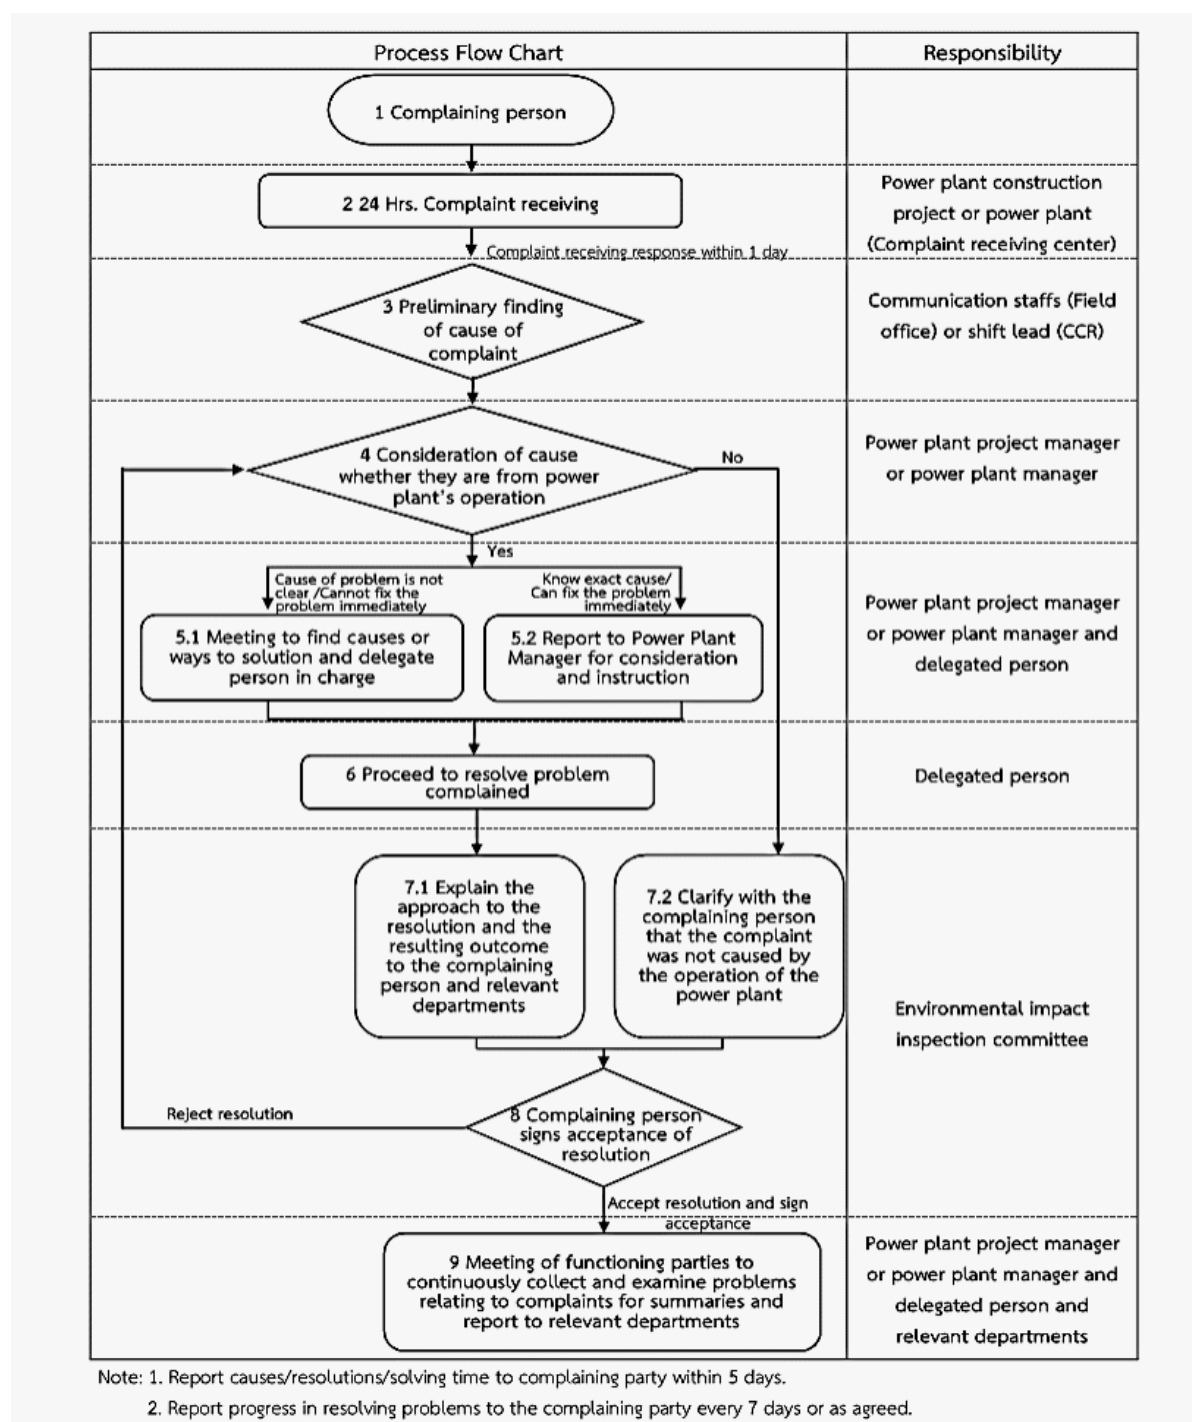 Process Flow Chart
Responsibility
1 Complaining person
2 24 Hrs. Complaint receiving
Power plant construction
project or power plant
(Complaint receiving center)
Complaint receiving response within 1 day
3 Preliminary finding
of cause of
complaint
Communication staffs (Field
office) or shift lead (CCR)
4 Consideration of cause
whether they are from power
plant's operation
No
Power plant project manager
or power plant manager
Yes
Cause of problem is not
clear /Cannot fix the
problem immediately
Know exact cause/
Can fix the problem
immediately
5.1 Meeting to find causes or
ways to solution and delegate
person in charge
5.2 Report to Power Plant
Manager for consideration
and instruction
Power plant project manager
or power plant manager and
delegated person
6 Proceed to resolve problem
complained
Delegated person
7.1 Explain the
approach to the
resolution and the
resulting outcome
to the complaining
person and relevant
departments
7.2 Clarify with the
complaining person
that the complaint
was not caused by
the operation of the
power plant
Environmental impact
inspection committee
Reject resolution
8 Complaining person
signs acceptance of
resolution
Accept resolution and sign
acceptance
9 Meeting of functioning parties to
continuously collect and examine problems
relating to complaints for summaries and
report to relevant departments
Power plant project manager
or power plant manager and
delegated person and
relevant departments
Note: 1. Report causes/resolutions/solving time to complaining party within 5 days.
2. Report progress in resolving problems to the complaining party every 7 days or as agreed.